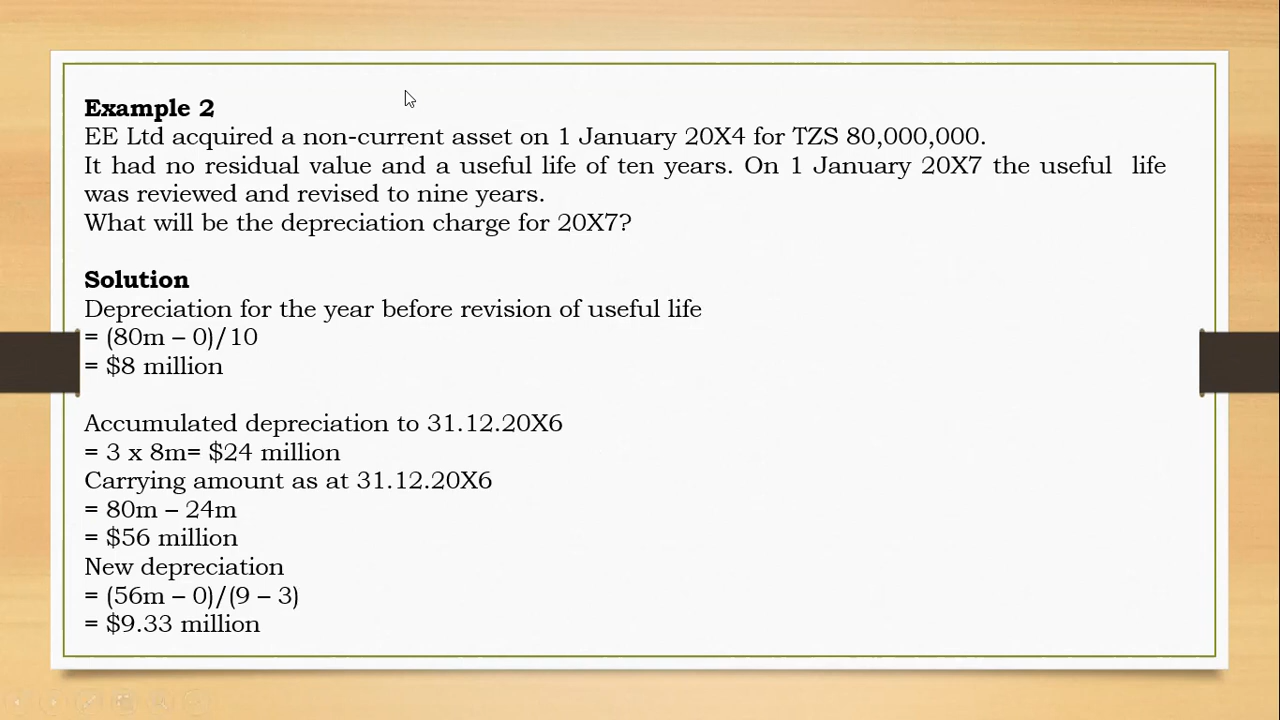 Example 2
EE Ltd acquired a non-current asset on 1 January 20X4 for TZS 80,000,000.
It had no residual value and a useful life of ten years. On 1 January 20X7 the useful life
was reviewed and revised to nine years.
What will be the depreciation charge for 20X7?
Solution
Depreciation for the year before revision of useful life
= (80m – 0)/10
= $8 million
Accumulated depreciation to 31.12.20X6
= 3 x 8m= $24 million
Carrying amount as at 31.12.20X6
= 80m – 24m
= $56 million
New depreciation
= (56m – 0)/(9 – 3)
= $9.33 million